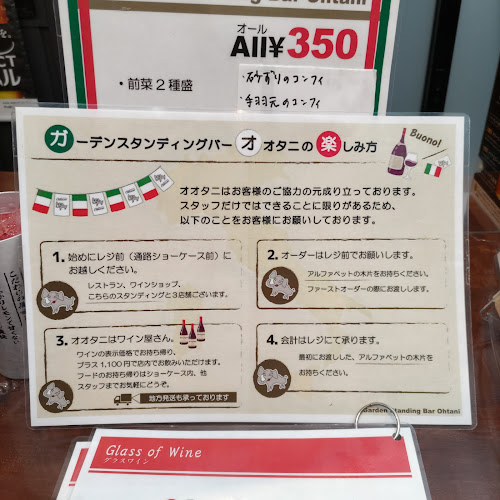 Standing Bar Ohtani
オール
All¥350
・前菜２種盛
・砂ずりのコンフィ
・手羽元のコンフィ
ガーデンスタンディングバー オオタニの楽しみ方
Buono!
オオタニはお客様のご協力の元成り立っております。
スタッフだけではできることに限りがあるため、
以下のことをお客様にお願いしております。
1. 始めにレジ前（通路ショーケース前）に
お越しください。
レストラン、ワインショップ、
こちらのスタンディングと３店舗ございます。
2. オーダーはレジ前でお願いします。
アルファベットの木片をお持ちください。
ファーストオーダーの際にお渡しします。
3. オオタニはワイン屋さん。
ワインの表示価格でお持ち帰り、
プラス 1,100円で店内でお飲みいただけます。
フードのお持ち帰りはショーケース内、他
スタッフまでお気軽にどうぞ。
地方発送も承っております
4. 会計はレジにて承ります。
最初にお渡しした、アルファベットの木片を
お持ちください。
Garden Standing Bar Ohtani
Glass of Wine
グラスワイン